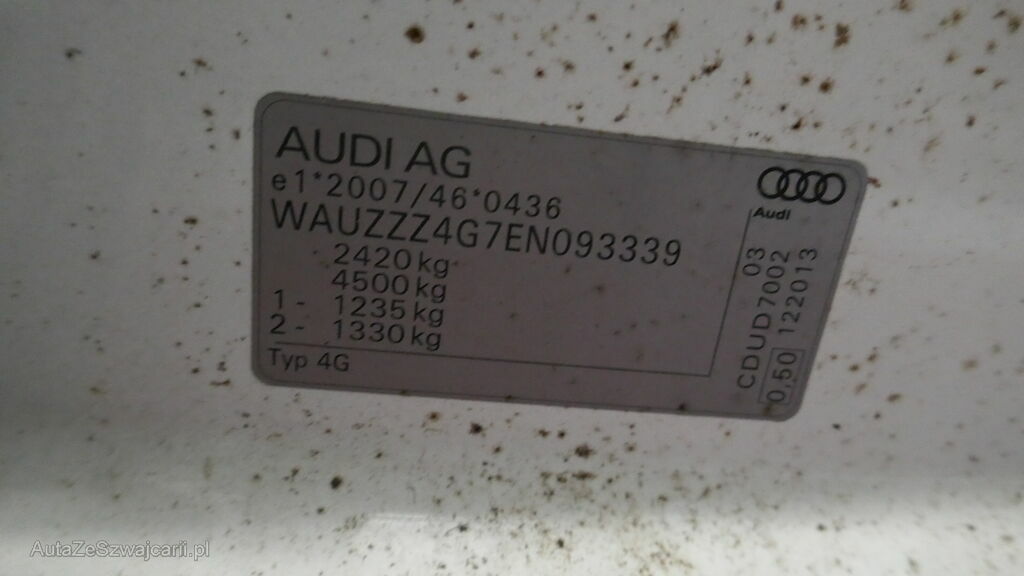 AUDI AG
e1*2007/46*0436
WAUZZZ4G7EN093339
2420 kg
4500 kg
1 - 1235 kg
2 - 1330 kg
Typ 4G
Audi
CDUD7002 03
0,50 122013
AutaZeSzwajcarii.pl